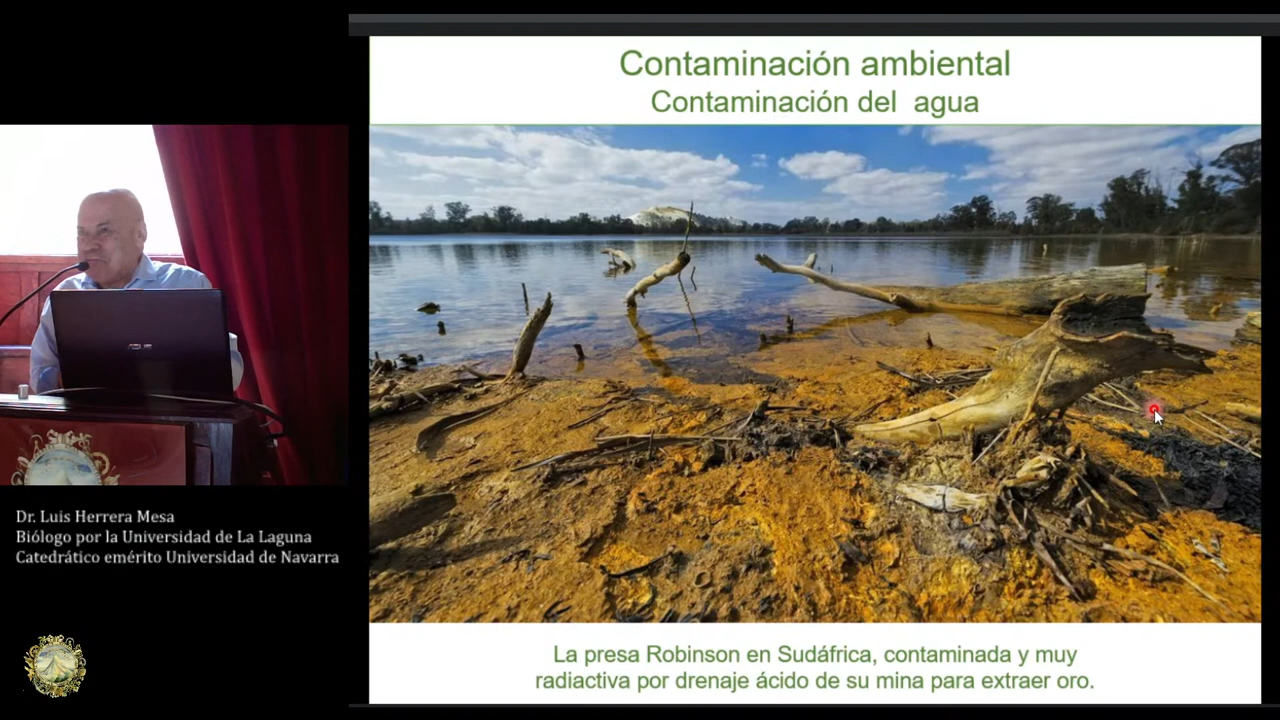 Contaminación ambiental
Contaminación del agua
ASUS
Dr. Luis Herrera Mesa
Biólogo por la Universidad de La Laguna
Catedrático emérito Universidad de Navarra
La presa Robinson en Sudáfrica, contaminada y muy
radiactiva por drenaje ácido de su mina para extraer oro.